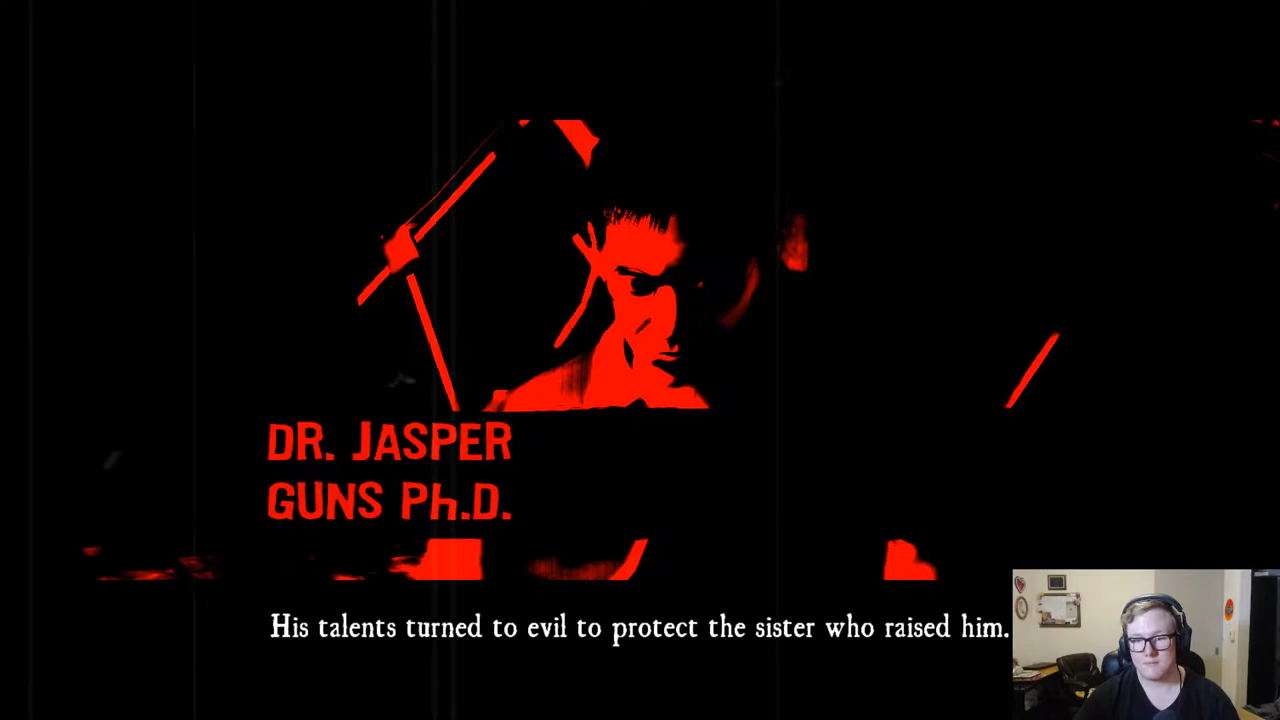 DR. JASPER
GUNS Ph.D.
His talents turned to evil to protect the sister who raised him.